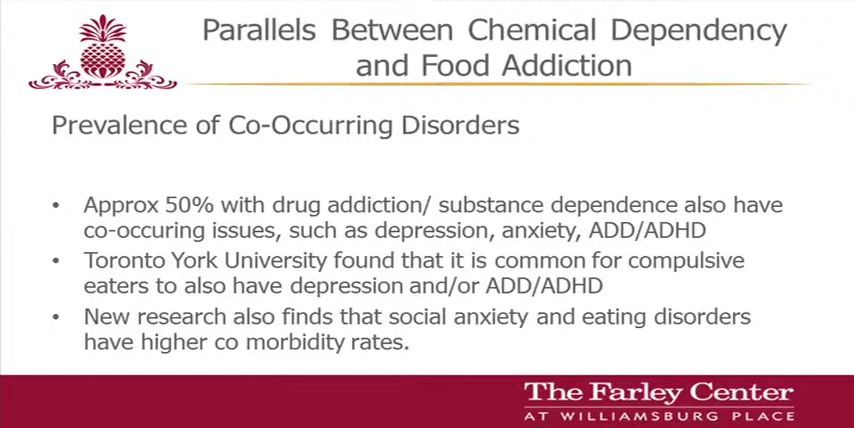 Parallels Between Chemical Dependency
and Food Addiction
Prevalence of Co-Occurring Disorders
• Approx 50% with drug addiction/ substance dependence also have
co-occuring issues, such as depression, anxiety, ADD/ADHD
• Toronto York University found that it is common for compulsive
eaters to also have depression and/or ADD/ADHD
• New research also finds that social anxiety and eating disorders
have higher co morbidity rates.
The Farley Center
AT WILLIAMSBURG PLACE